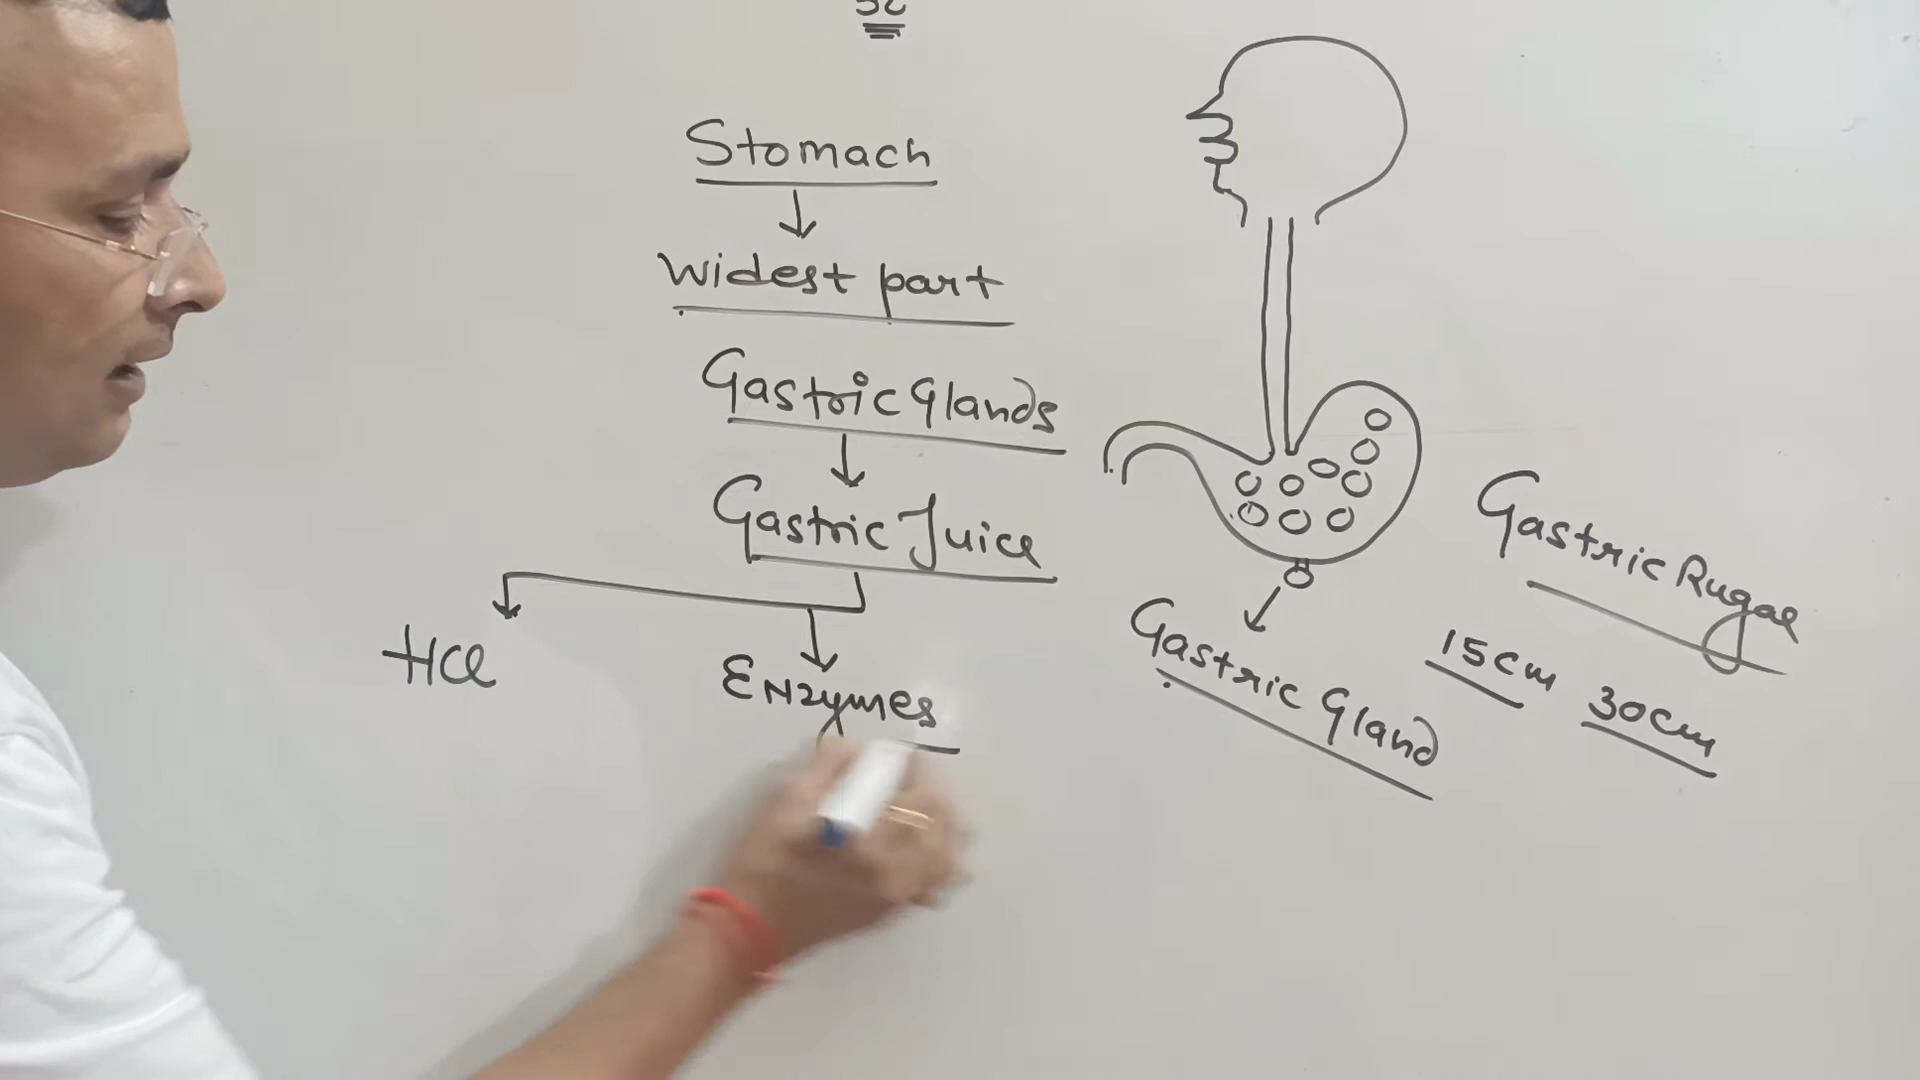 Stomach
widest part
Gastric Glands
Gastric Juice
HCl
Enzymes
Gastric Rugae
15cm
30cm
Gastric Gland